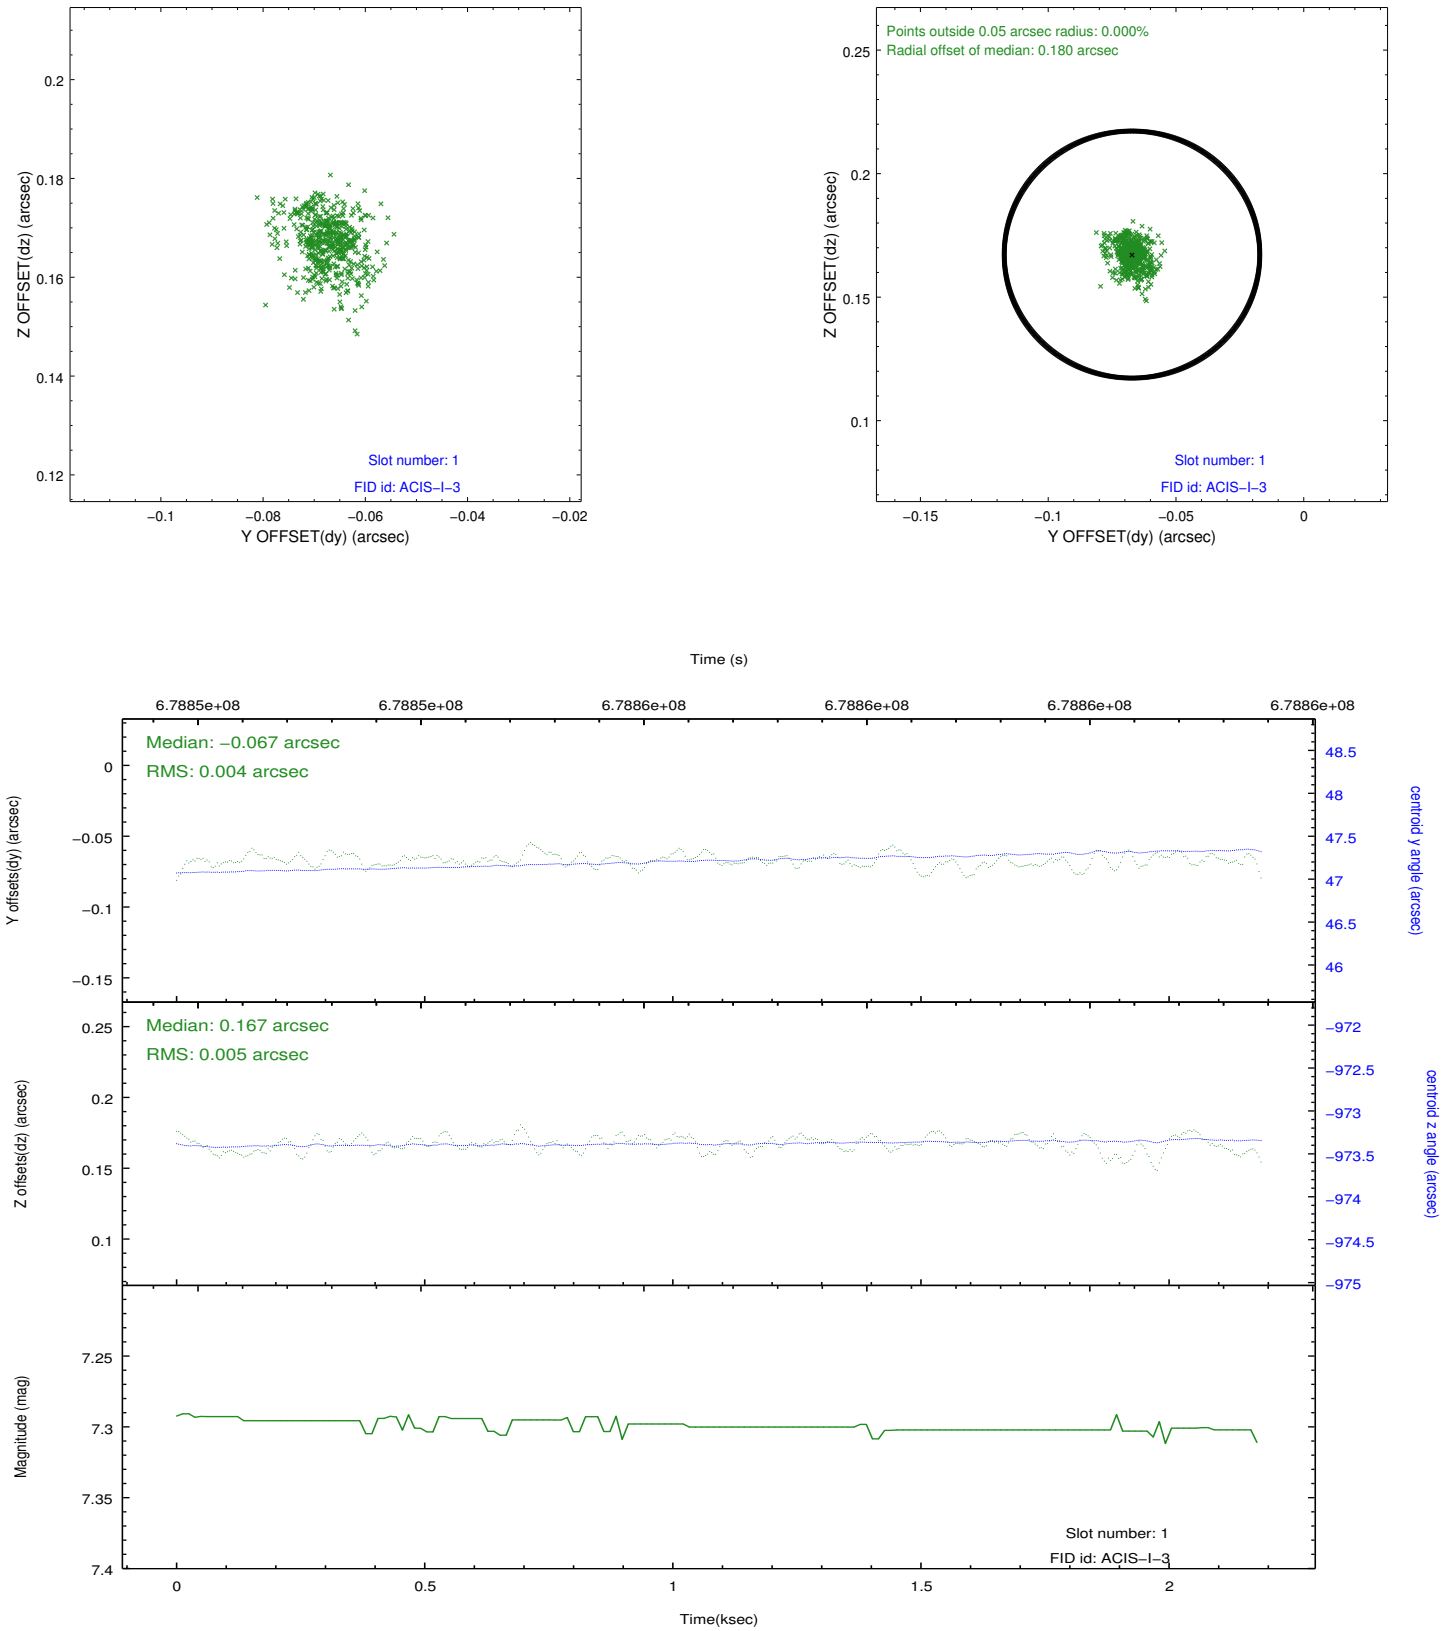 0.2
0.18
0.16
0.14
0.12
Z OFFSET(dz) (arcsec)
Slot number: 1
FID id: ACIS−I−3
−0.1
−0.08
−0.06
−0.04
−0.02
Y OFFSET(dy) (arcsec)
Points outside 0.05 arcsec radius: 0.000%
Radial offset of median: 0.180 arcsec
0.25
0.2
0.15
0.1
Z OFFSET(dz) (arcsec)
Slot number: 1
FID id: ACIS−I−3
−0.15
−0.1
−0.05
0
Y OFFSET(dy) (arcsec)
Time (s)
6.7885e+08
6.7885e+08
6.7886e+08
6.7886e+08
6.7886e+08
6.7886e+08
Median: −0.067 arcsec
RMS: 0.004 arcsec
0
−0.05
−0.1
−0.15
Y offsets(dy) (arcsec)
48.5
48
47.5
47
46.5
46
centroid y angle (arcsec)
Median: 0.167 arcsec
RMS: 0.005 arcsec
0.25
0.2
0.15
0.1
Z offsets(dz) (arcsec)
−972
−972.5
−973
−973.5
−974
−974.5
−975
centroid z angle (arcsec)
7.25
7.3
7.35
7.4
Magnitude (mag)
Slot number: 1
FID id: ACIS−I−3
0
0.5
1
1.5
2
Time(ksec)